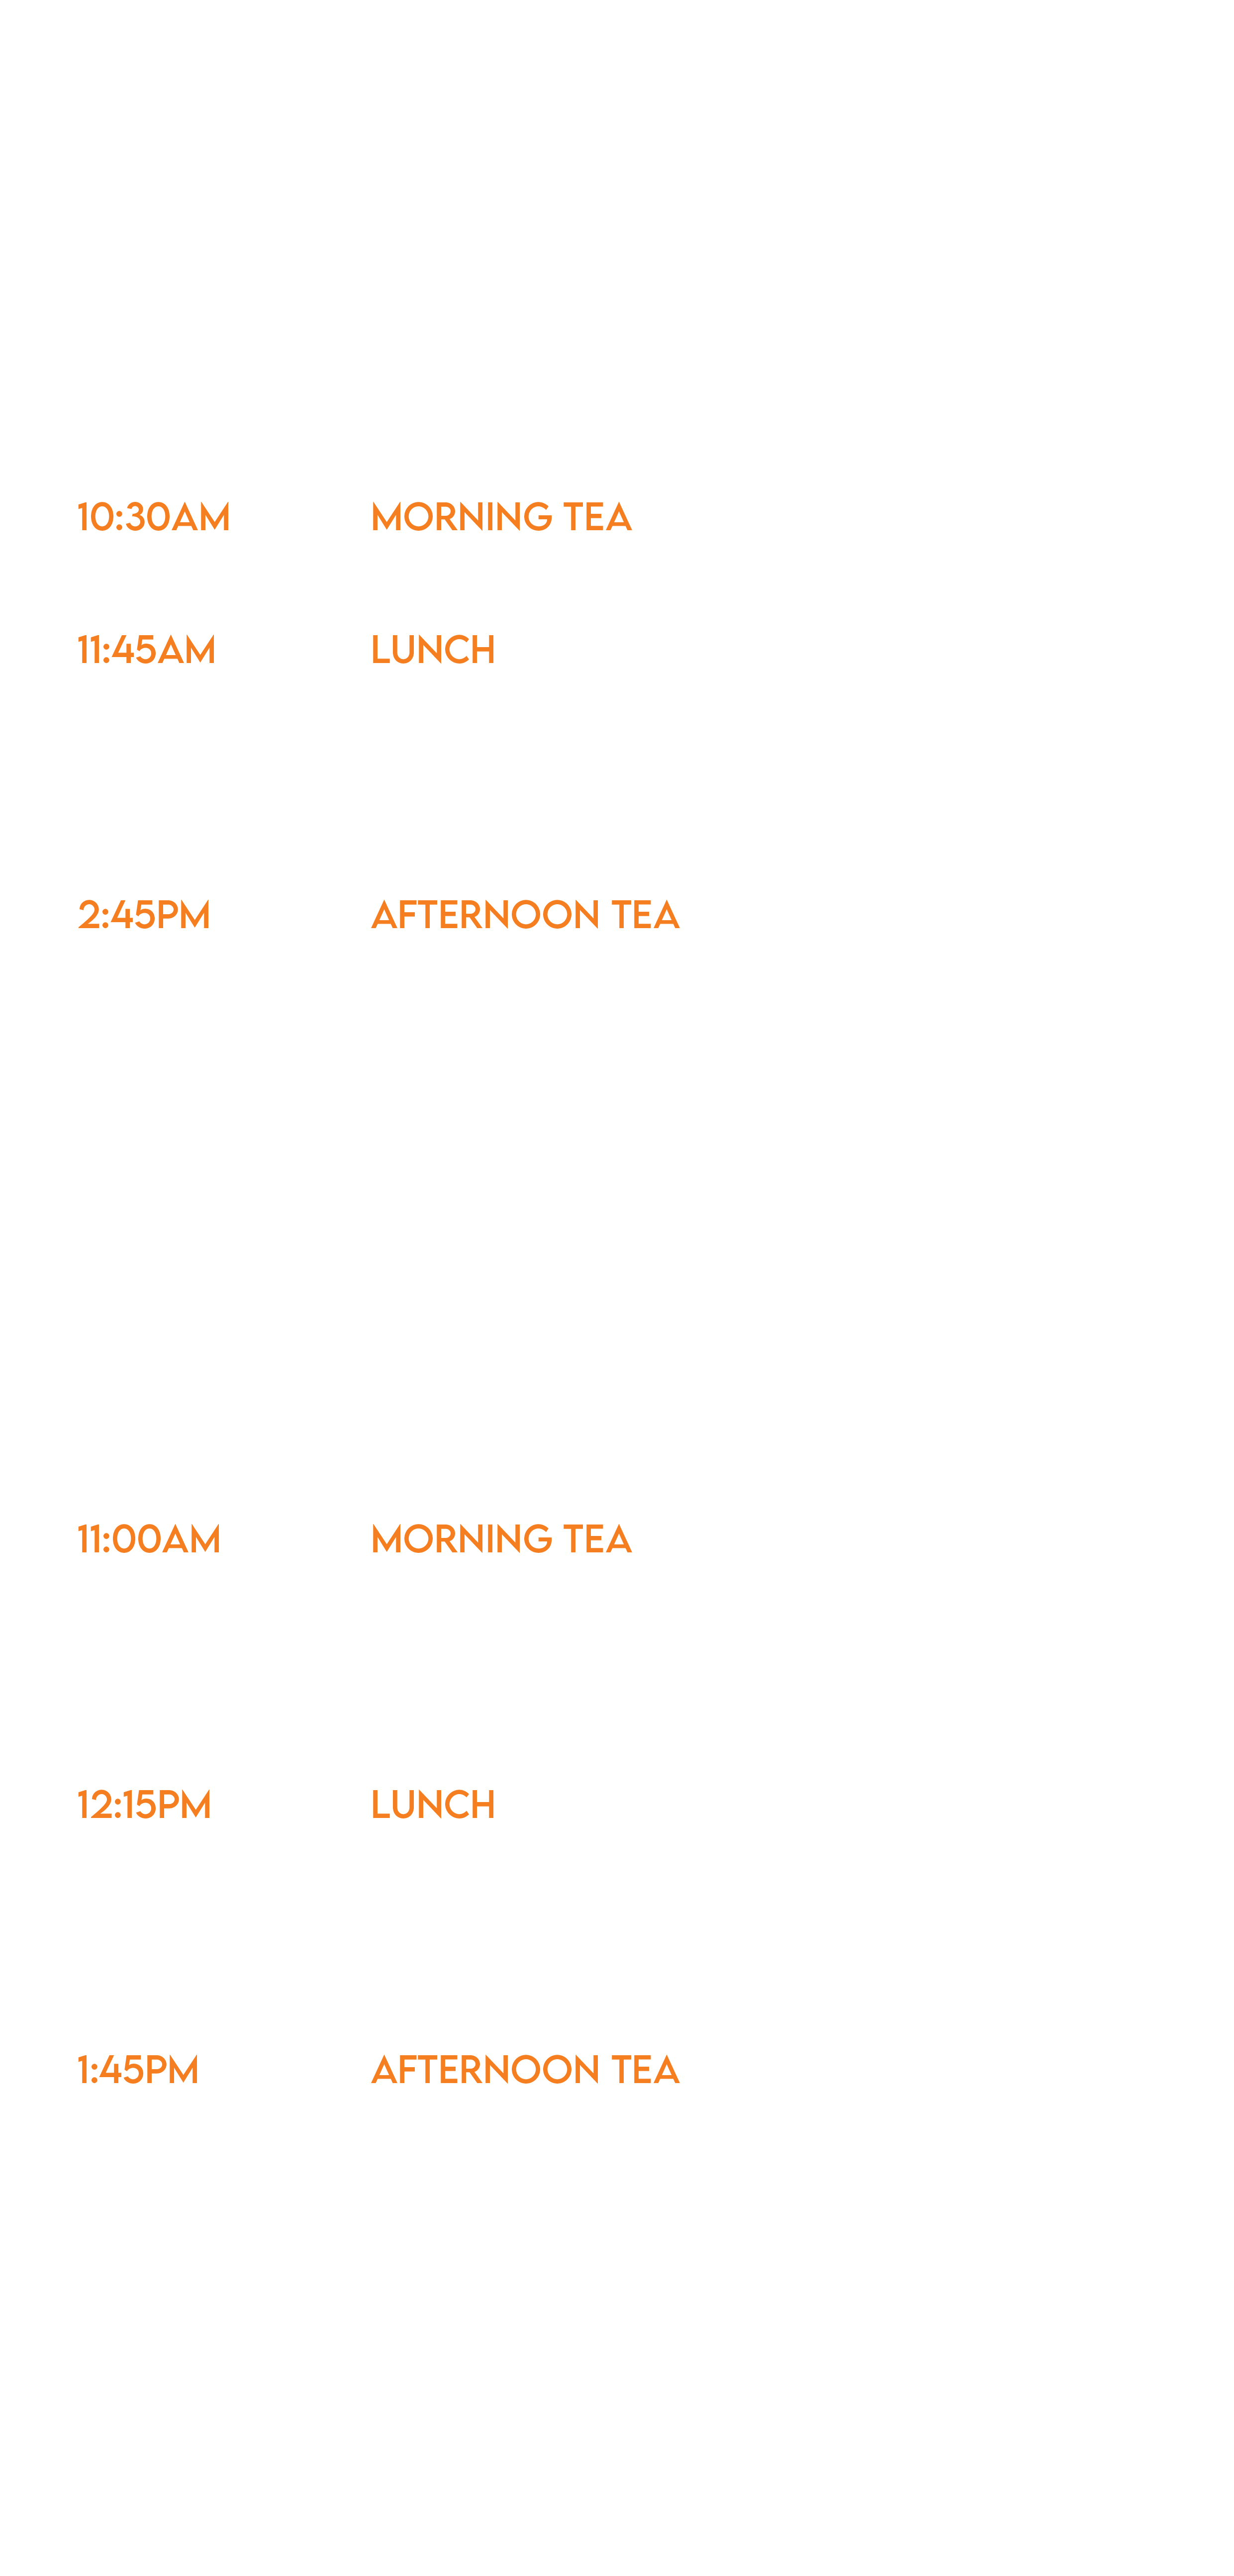 10:30AM MORNING TEA
11:45AM LUNCH
2:45PM AFTERNOON TEA
11:00AM MORNING TEA
12:15PM LUNCH
1:45PM AFTERNOON TEA